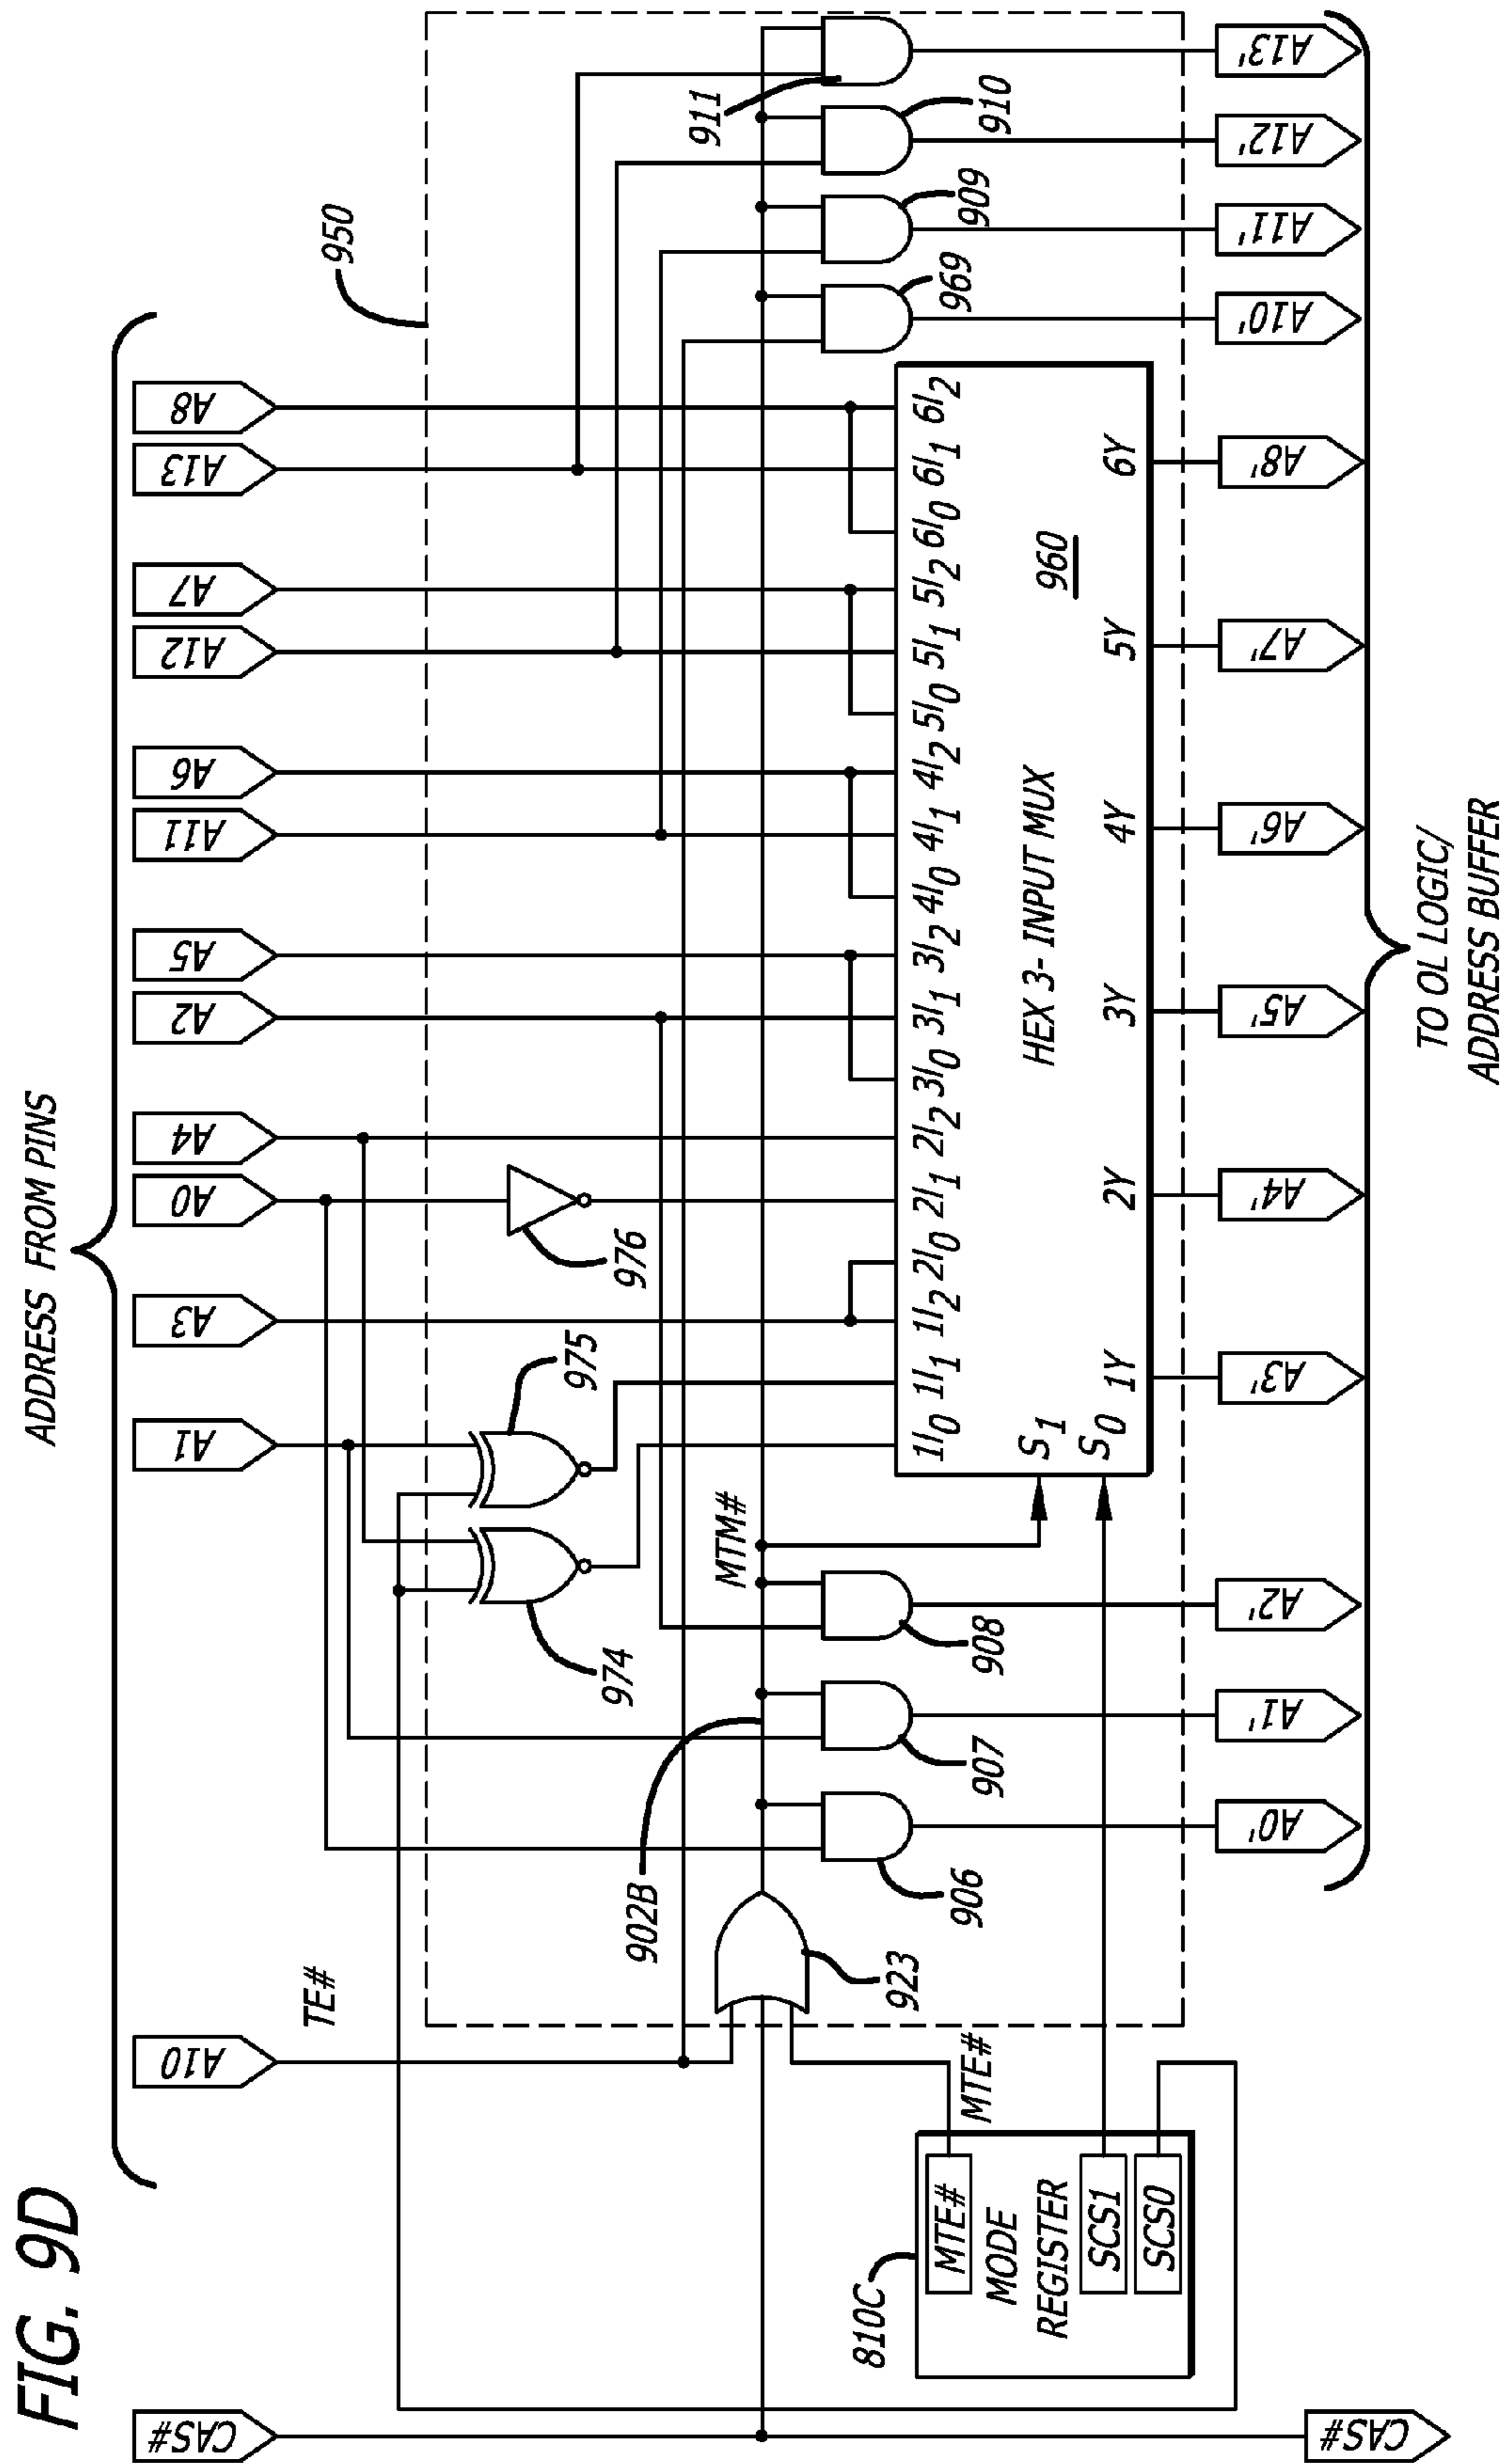 FIG. 9D
ADDRESS FROM PINS
CAS#
A10
A1
A3
A0
A4
A2
A5
A11
A6
A12
A7
A13
A8
TE#
950
974
975
976
902B
MTM#
911
910
909
969
923
906
907
908
810C
MTE#
MODE
REGISTER
SCS1
SCS0
MTE#
1I0 1I1 1I2 2I0 2I1 2I2 3I0 3I1 3I2 4I0 4I1 4I2 5I0 5I1 5I2 6I0 6I1 6I2
S1
S0
HEX 3- INPUT MUX
960
1Y 2Y 3Y 4Y 5Y 6Y
CAS#
A0'
A1'
A2'
A3'
A4'
A5'
A6'
A7'
A8'
A10'
A11'
A12'
A13'
TO OL LOGIC/
ADDRESS BUFFER